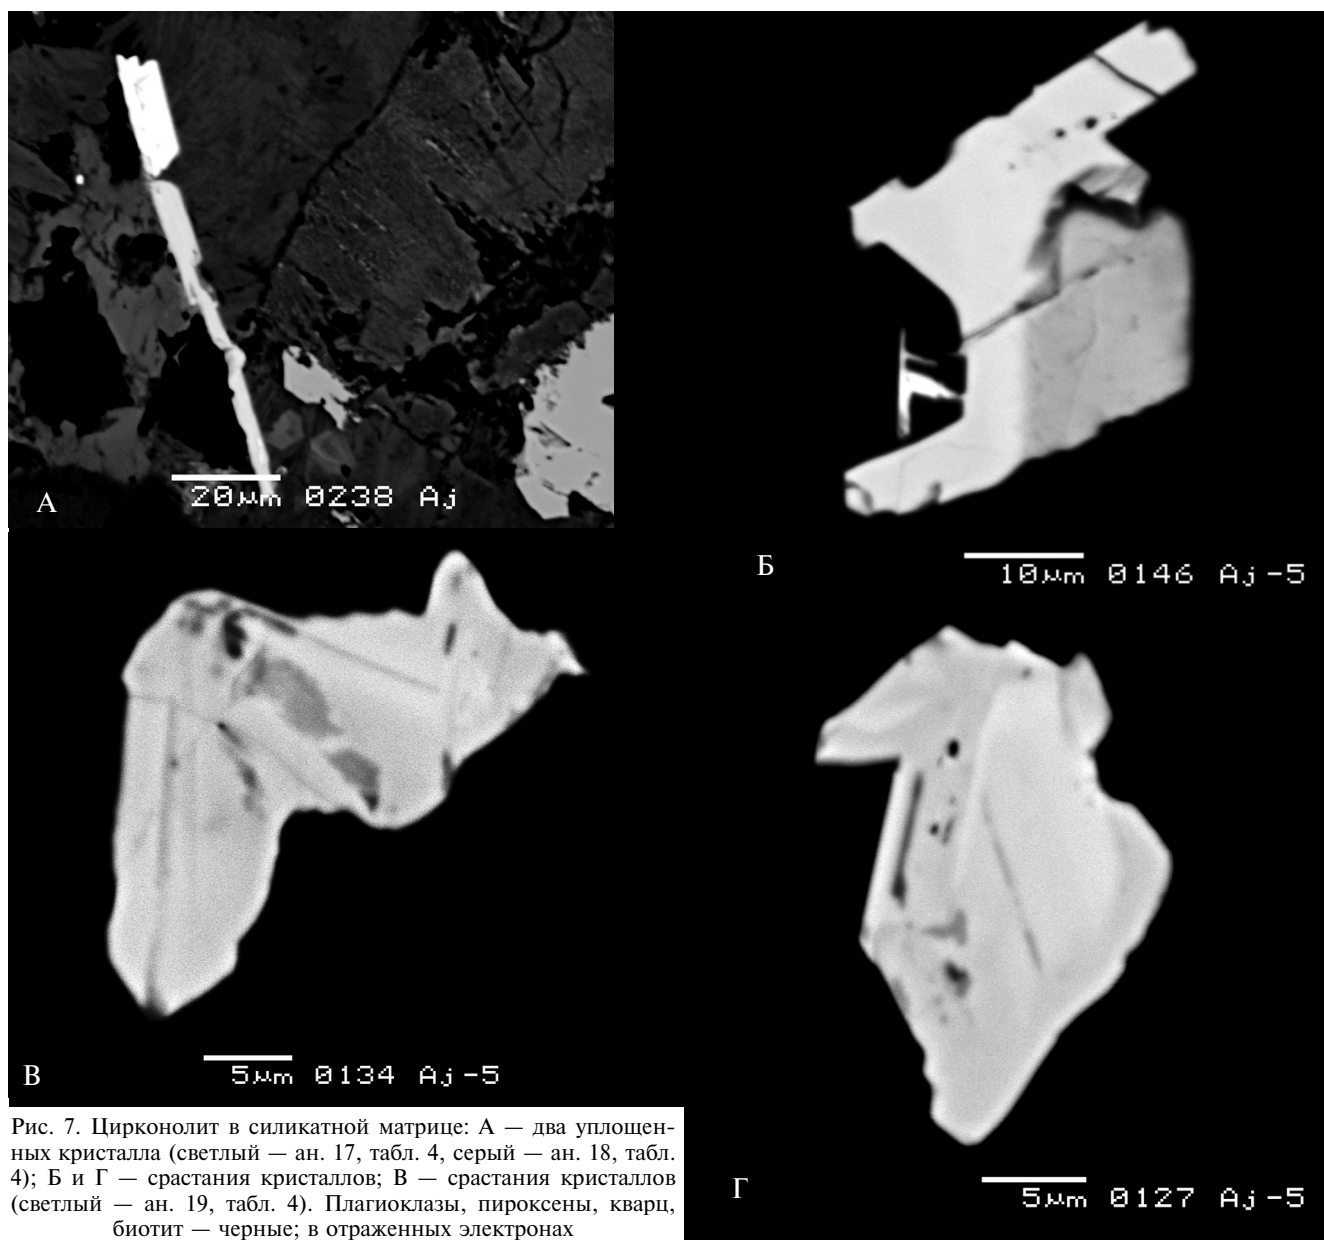 А
20µm 0238 Aj
Б
10µm 0146 Aj-5
В
5µm 0134 Aj-5
Г
5µm 0127 Aj-5
Рис. 7. Цирконолит в силикатной матрице: А — два уплощен-
ных кристалла (светлый — ан. 17, табл. 4, серый — ан. 18, табл.
4); Б и Г — срастания кристаллов; В — срастания кристаллов
(светлый — ан. 19, табл. 4). Плагиоклазы, пироксены, кварц,
биотит — черные; в отраженных электронах